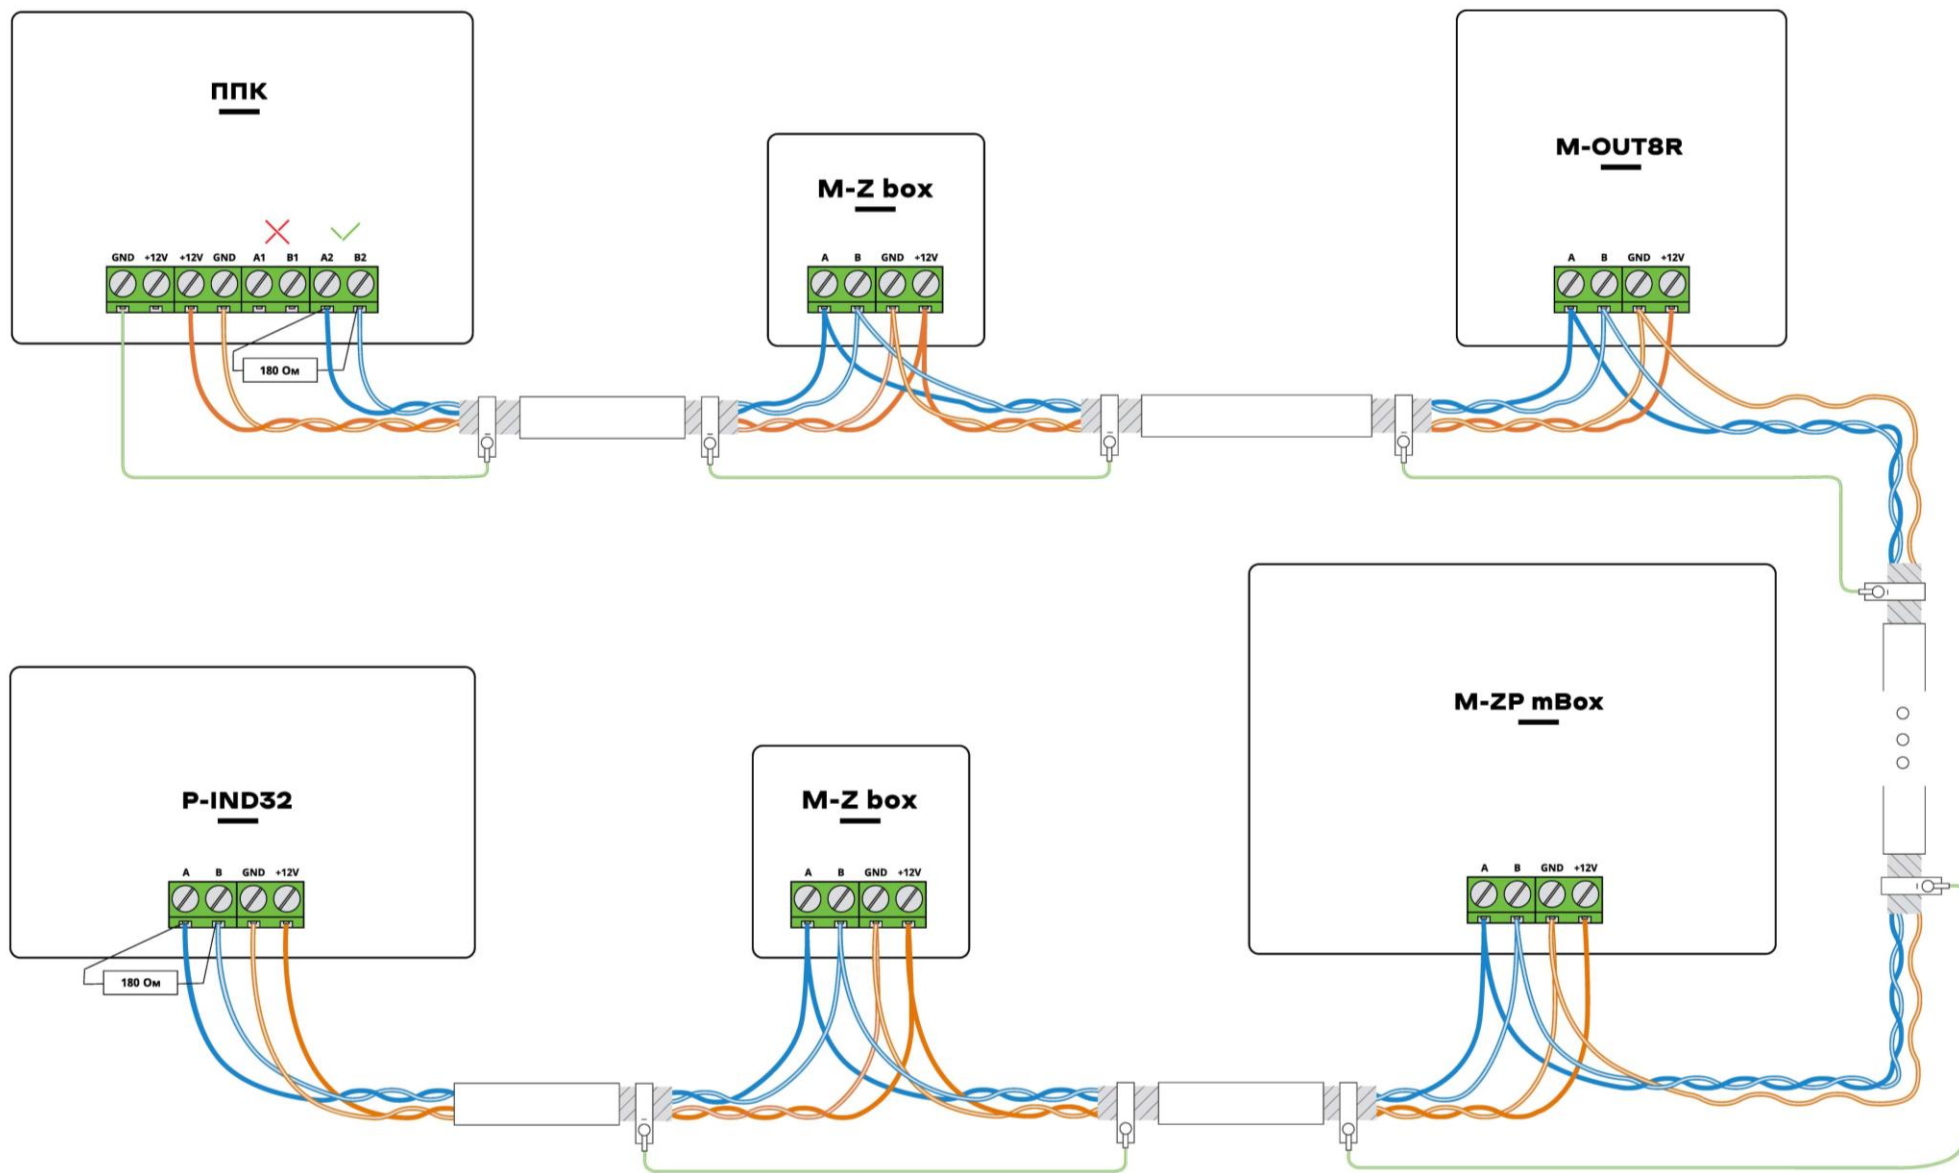 ППК
GND +12V +12V GND A1 B1 A2 B2
180 Ом
M-Z box
A B GND +12V
M-OUT8R
A B GND +12V
P-IND32
A B GND +12V
180 Ом
M-Z box
A B GND +12V
M-ZP mBox
A B GND +12V